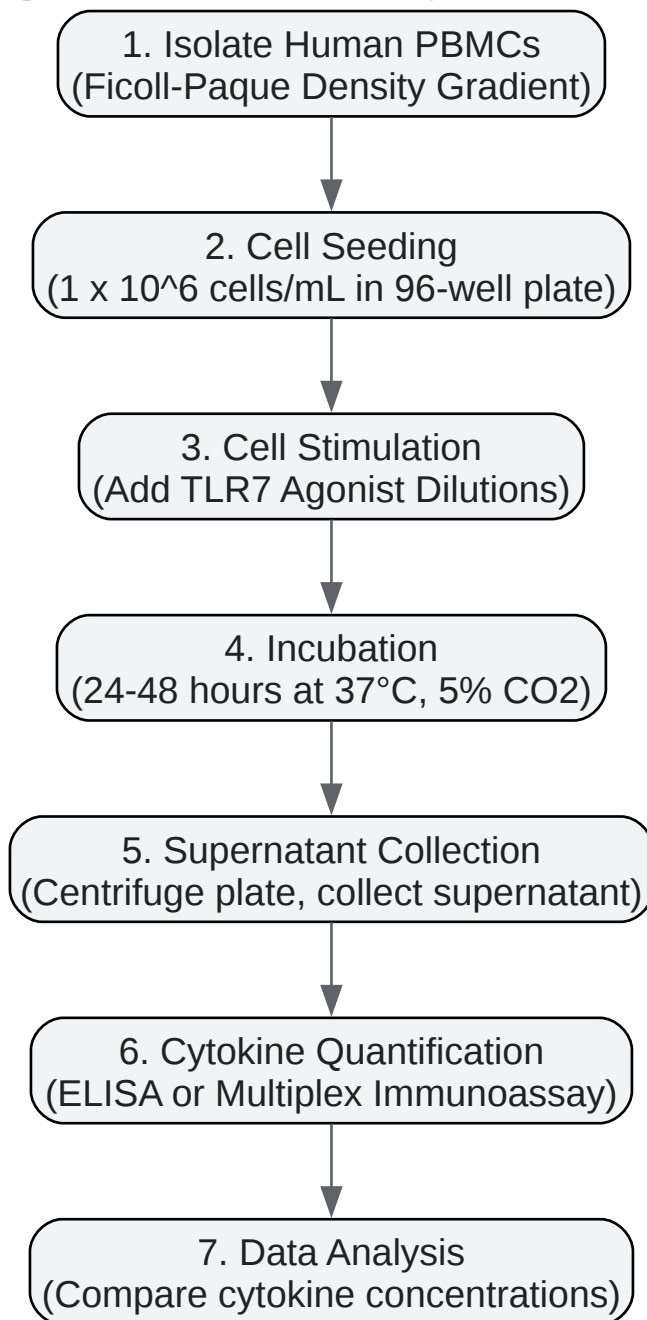 1. Isolate Human PBMCs
(Ficoll-Paque Density Gradient)
2. Cell Seeding
(1 x 10^6 cells/mL in 96-well plate)
3. Cell Stimulation
(Add TLR7 Agonist Dilutions)
4. Incubation
(24-48 hours at 37°C, 5% CO2)
5. Supernatant Collection
(Centrifuge plate, collect supernatant)
6. Cytokine Quantification
(ELISA or Multiplex Immunoassay)
7. Data Analysis
(Compare cytokine concentrations)